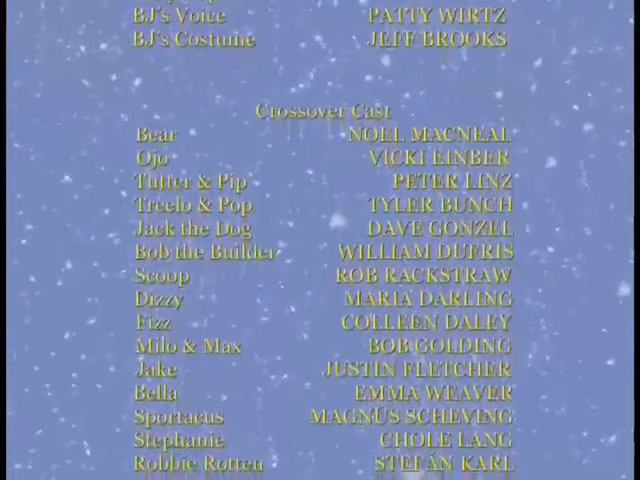 BJ's Voice PATTY WIRTZ
BJ's Costume JEFF BROOKS
Crossover Cast
Bear NOEL MACNEAL
Ojo VICKI EINBER
Tutter & Pip PETER LINZ
Treelo & Pop TYLER BUNCH
Jack the Dog DAVE GONZEL
Bob the Builder WILLIAM DUFRIS
Scoop ROB RACKSTRAW
Dizzy MARIA DARLING
Fizz COLLEEN DALEY
Milo & Max BOB GOLDING
Jake JUSTIN FLETCHER
Bella EMMA WEAVER
Sportacus MAGNÚS SCHEVING
Stephanie CHOLE LANG
Robbie Rotten STEFÁN KARL